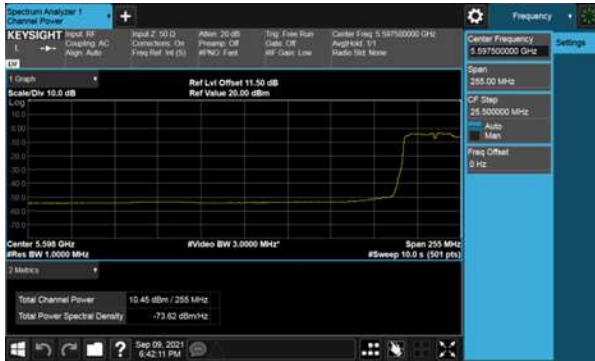 Spectrum Analyzer 1
Channel Power
+
Frequency
KEYSIGHT
Input: RF
Coupling: AC
Align: Auto
Input Z: 50 Ω
Corrections: On
Freq Ref: Int (S)
Atten: 20 dB
Preamp: Off
#PNO: Fast
Trig: Free Run
Gate: Off
#IF Gain: Low
Center Freq: 5.597500000 GHz
Avg|Hold: 1/1
Radio Std: None
Center Frequency
5.597500000 GHz
Settings
Span
255.00 MHz
CF Step
25.500000 MHz
Auto
Man
Freq Offset
0 Hz
1 Graph
Scale/Div 10.0 dB
Ref Lvl Offset 11.50 dB
Ref Value 20.00 dBm
Log
10.0
0.00
-10.0
-20.0
-30.0
-40.0
-50.0
-60.0
-70.0
Center 5.598 GHz
#Res BW 1.0000 MHz
#Video BW 3.0000 MHz*
Span 255 MHz
#Sweep 10.0 s (501 pts)
2 Metrics
Total Channel Power 10.45 dBm / 255 MHz
Total Power Spectral Density -73.62 dBm/Hz
?
Sep 09, 2021
6:42:11 PM